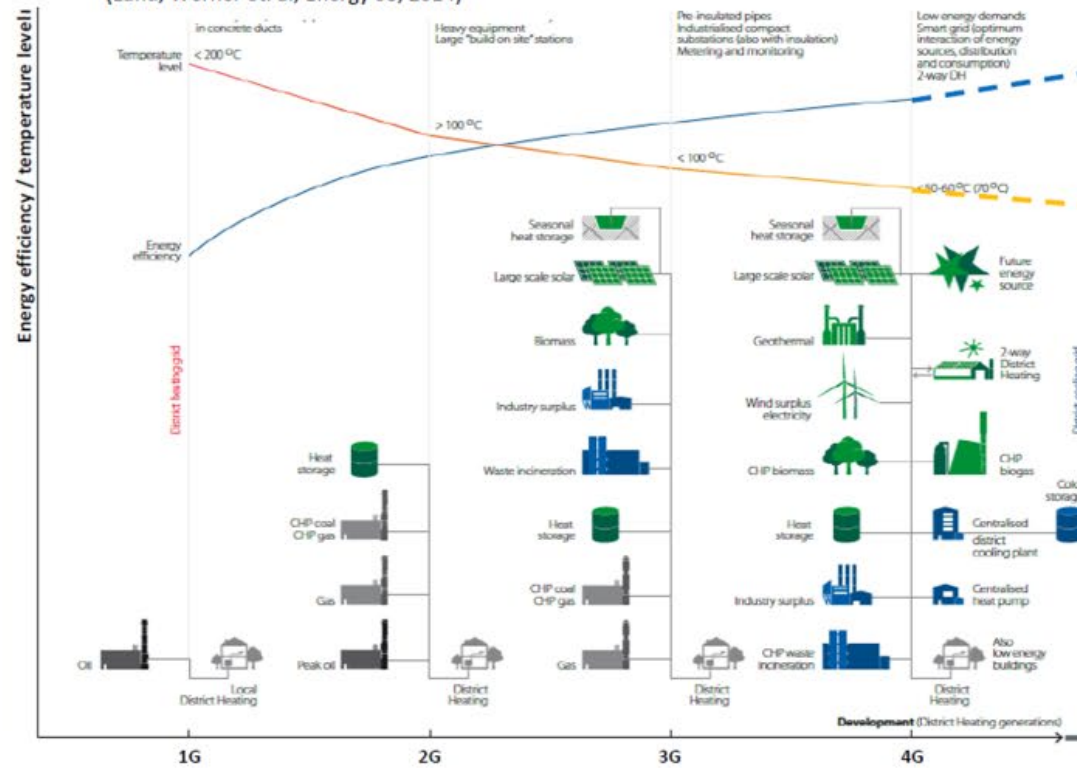 in concrete ducts
Heavy equipment
Large "build on site" stations
Pre-insulated pipes
Industrialised compact
substations (also with insulation)
Metering and monitoring
Low energy demands
Smart grid (optimum
interaction of energy
sources, distribution
and consumption)
2-way DH
Energy efficiency / temperature level
Temperature
level
< 200 °C
> 100 °C
< 100 °C
<50-60 °C (70 °C)
Energy
efficiency
District heating grid
Seasonal
heat storage
Large scale solar
Biomass
Industry surplus
Waste incineration
Heat
storage
CHP coal
CHP gas
Gas
Seasonal
heat storage
Large scale solar
Geothermal
Wind surplus
electricity
CHP biomass
Heat
storage
Industry surplus
CHP waste
incineration
Future
energy
source
2-way
District
Heating
CHP
biogas
Centralised
district
cooling plant
Centralised
heat pump
Also
low energy
buildings
Heat
storage
CHP coal
CHP gas
Gas
Peak oil
Oil
Local
District Heating
District
Heating
District
Heating
District
Heating
Development (District Heating generations)
1G
2G
3G
4G